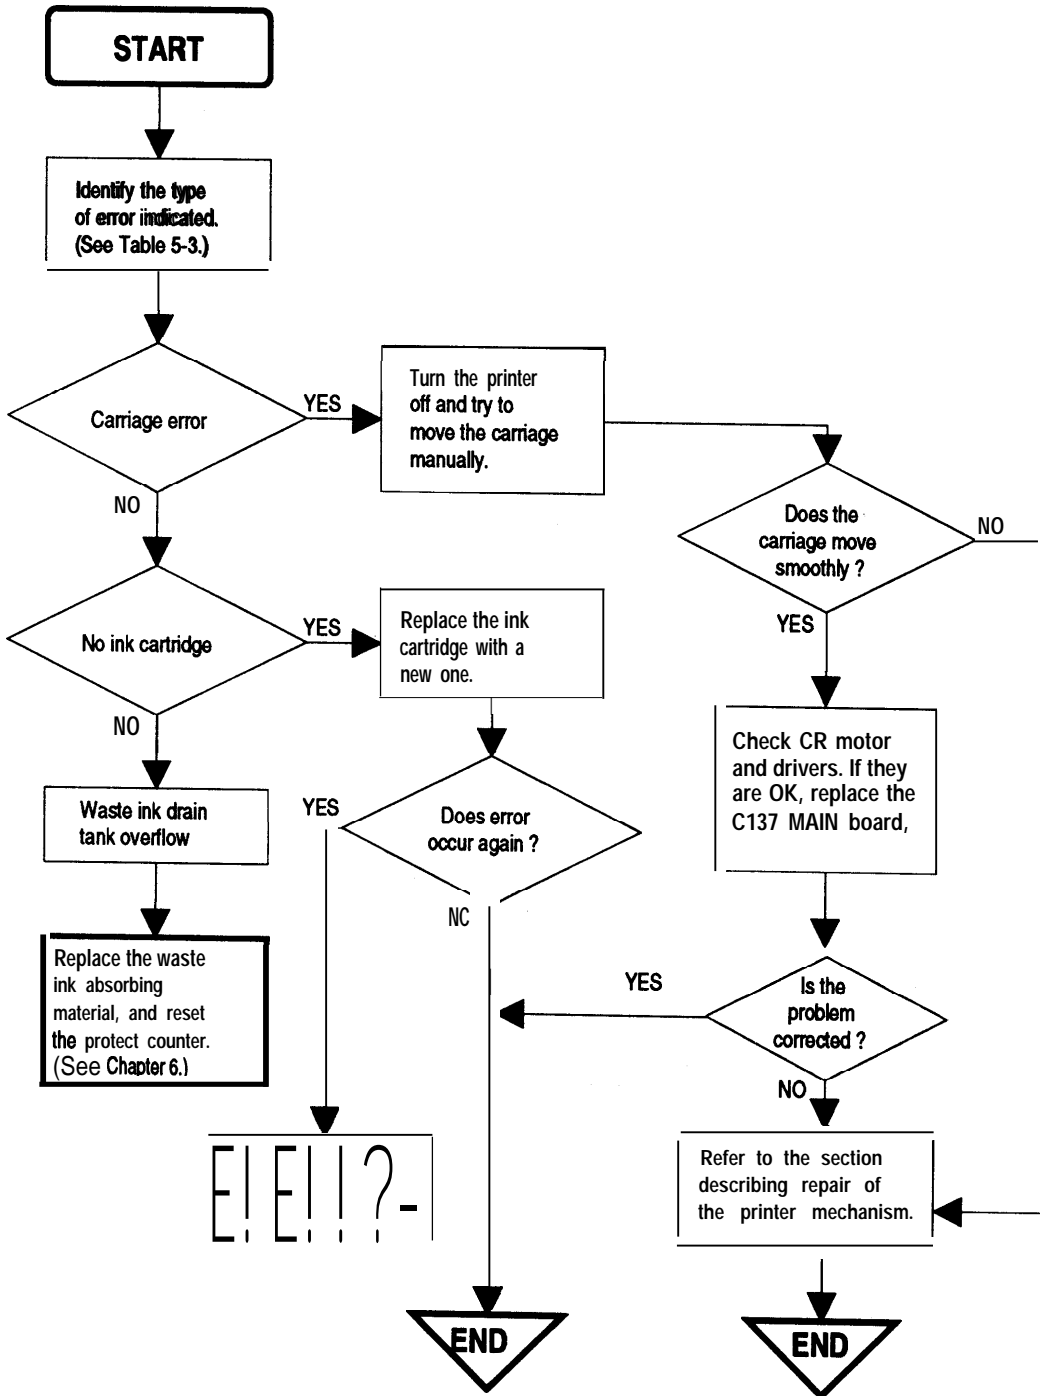 START
Identify the type
of error indicated.
(See Table 5-3.)
Carriage error
YES
Turn the printer
off and try to
move the carriage
manually.
NO
Does the
carriage move
smoothly ?
NO
YES
No ink cartridge
YES
Replace the ink
cartridge with a
new one.
NO
Check CR motor
and drivers. If they
are OK, replace the
C137 MAIN board,
Waste ink drain
tank overflow
YES
Does error
occur again ?
NC
Replace the waste
ink absorbing
material, and reset
the protect counter.
(See Chapter 6.)
YES
Is the
problem
corrected ?
NO
Refer to the section
describing repair of
the printer mechanism.
END
END